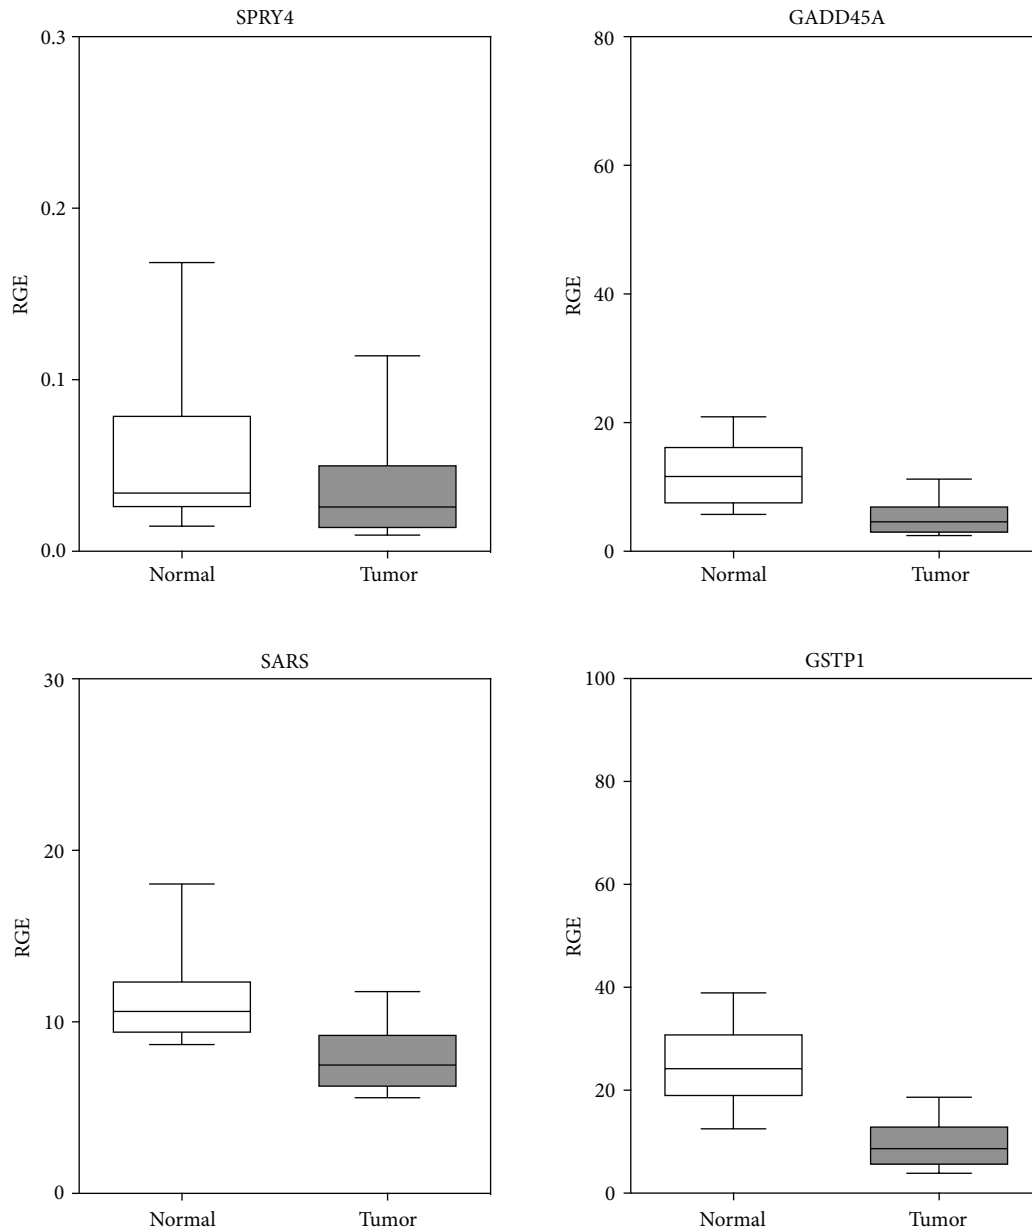 SPRY4
0.3
0.2
0.1
0.0
RGE
Normal
Tumor
GADD45A
80
60
40
20
0
RGE
Normal
Tumor
SARS
30
20
10
0
RGE
Normal
Tumor
GSTP1
100
80
60
40
20
0
RGE
Normal
Tumor